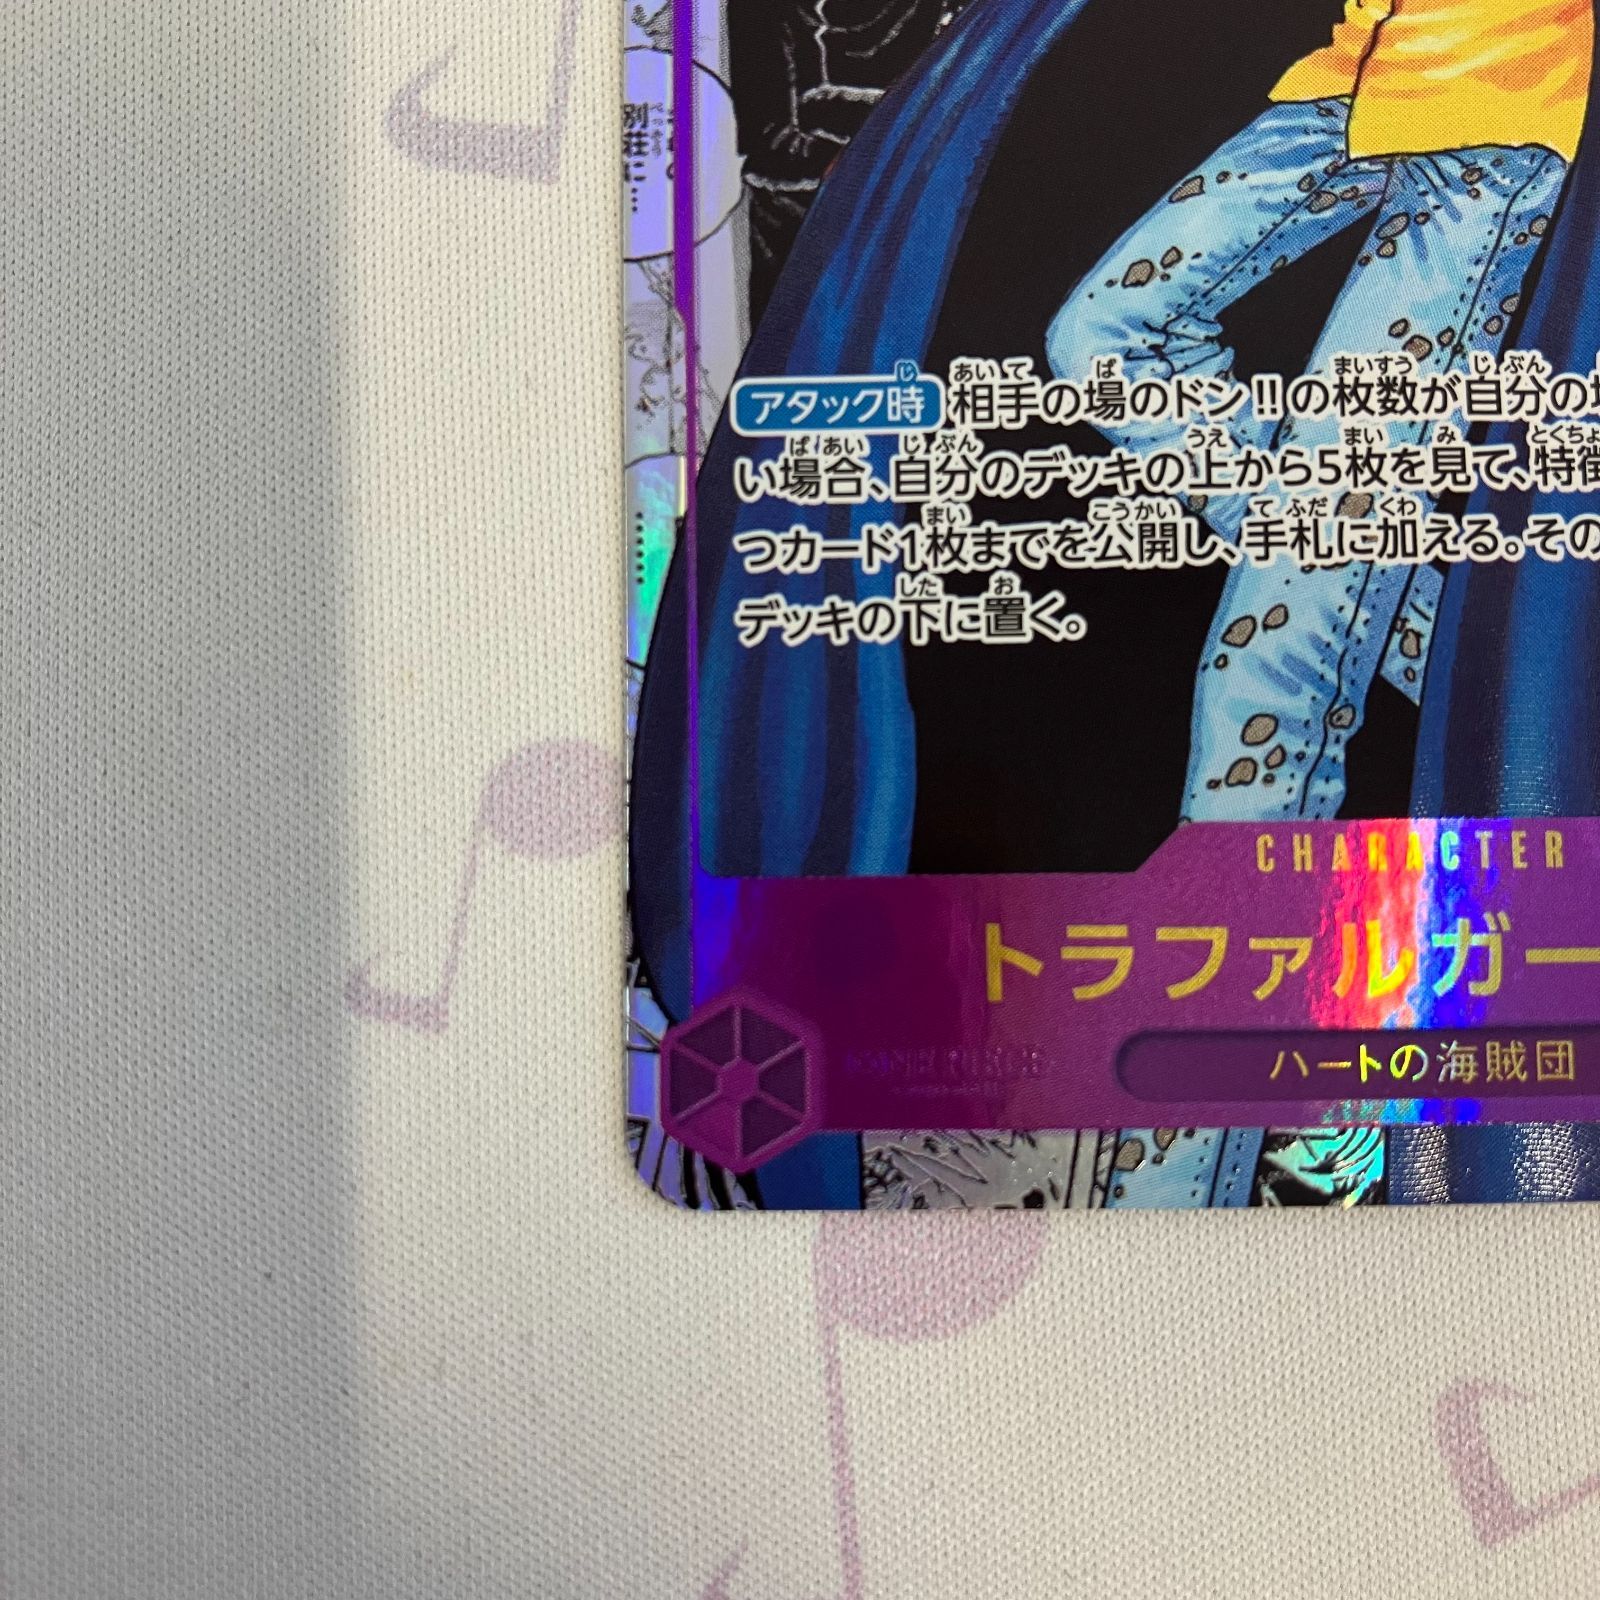 別荘に…
……
アタック時 相手の場のドン!!の枚数が自分の場
い場合、自分のデッキの上から5枚を見て、特徴
つカード1枚までを公開し、手札に加える。その
デッキの下に置く。
CHARACTER
トラファルガー
ハートの海賊団